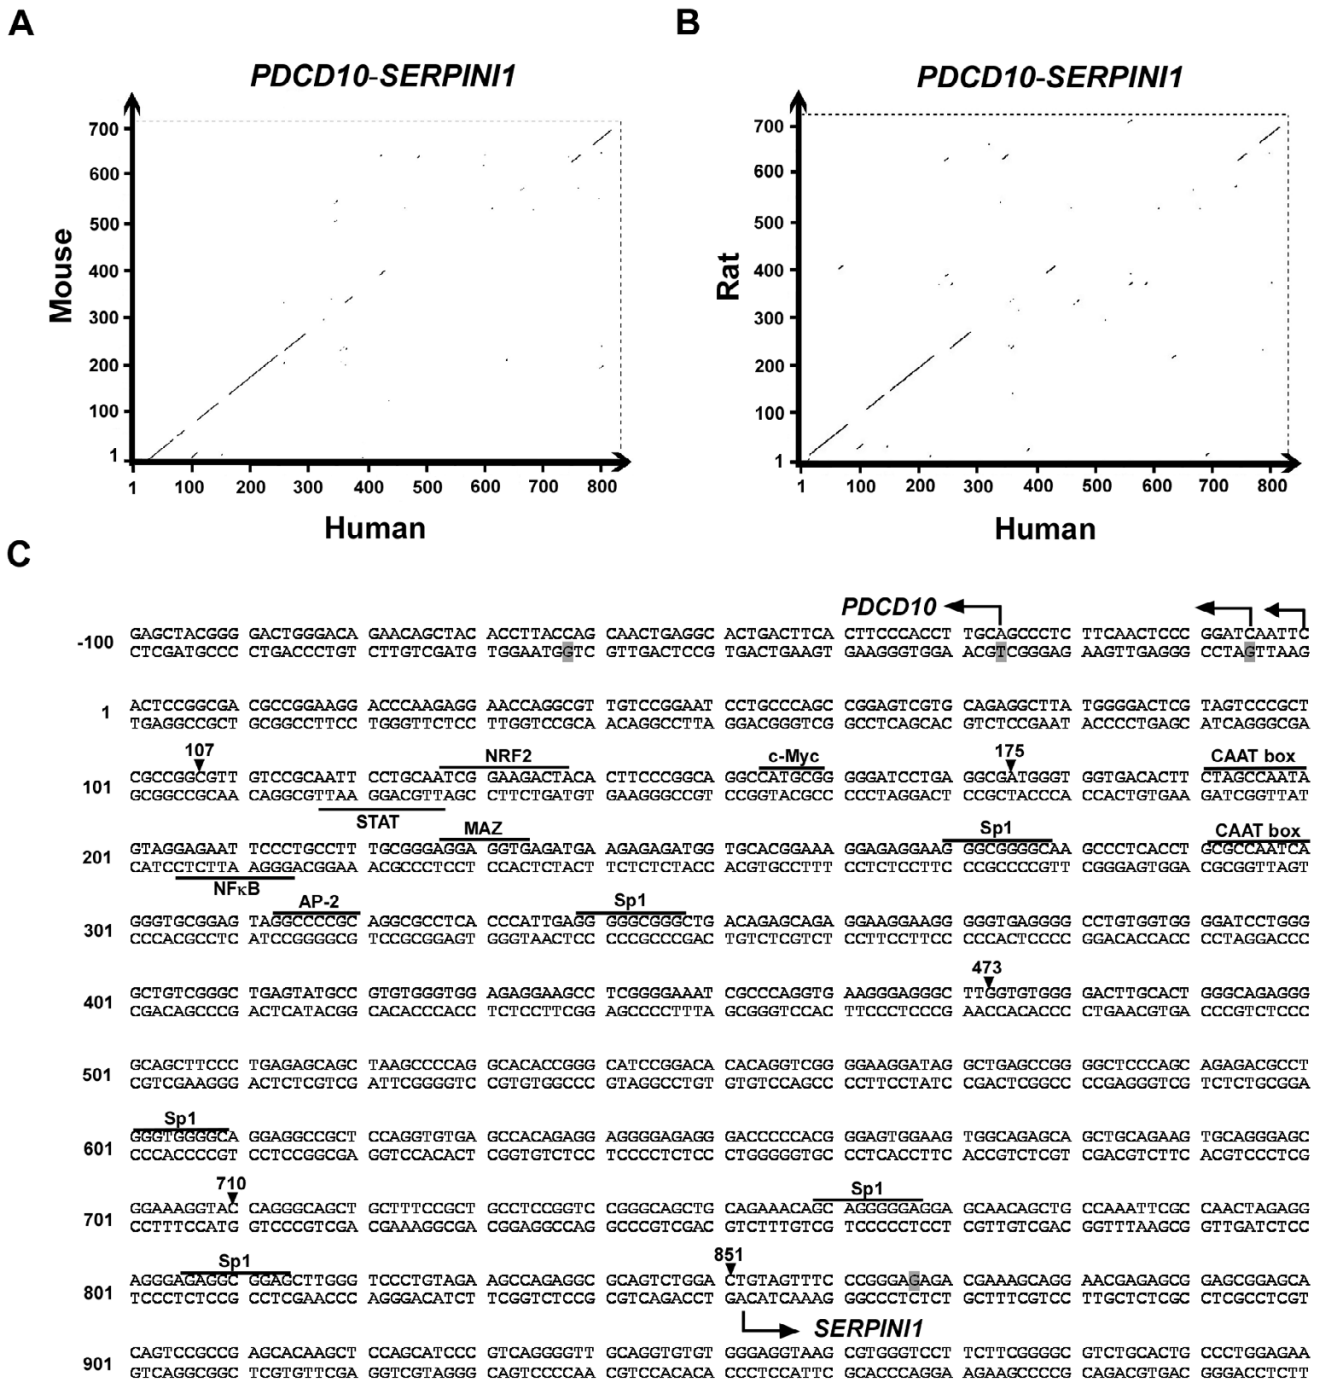 A
B
PDCD10-SERPINI1
PDCD10-SERPINI1
700
600
500
400
300
200
100
1
Mouse
1 100 200 300 400 500 600 700 800
Human
700
600
500
400
300
200
100
1
Rat
1 100 200 300 400 500 600 700 800
Human
C
PDCD10
-100
GAGCTACGGG GACTGGGACA GAACAGCTAC ACCTTACCAG CAACTGAGGC ACTGACTTCA CTTCCCACCT TGCAGCCCTC TTCAACTCCC GGATCAATTC
CTCGATGCCC CTGACCCTGT CTTGTCGATG TGGAATGGTC GTTGACTCCG TGACTGAAGT GAAGGGTGGA ACGTCGGGAG AAGTTGAGGG CCTAGTTAAG
1
ACTCCGGCGA CGCCGGAAGG ACCCAAGAGG AACCAGGCGT TGTCCGGAAT CCTGCCCAGC CGGAGTCGTG CAGAGGCTTA TGGGGACTCG TAGTCCCGCT
TGAGGCCGCT GCGGCCTTCC TGGGTTCTCC TTGGTCCGCA ACAGGCCTTA GGACGGGTCG GCCTCAGCAC GTCTCCGAAT ACCCCTGAGC ATCAGGGCGA
107 NRF2 c-Myc 175 CAAT box
101
CGCCGGCGTT GTCCGCAATT CCTGCAATCG GAAGACTACA CTTCCCGGCA GGCCATGCGG GGGATCCTGA GGCGATGGGT GGTGACACTT CTAGCCAATA
GCGGCCGCAA CAGGCGTTAA GGACGTTAGC CTTCTGATGT GAAGGGCCGT CCGGTACGCC CCCTAGGACT CCGCTACCCA CCACTGTGAA GATCGGTTAT
STAT MAZ Sp1 CAAT box
201
GTAGGAGAAT TCCCTGCCTT TGCGGGAGGA GGTGAGATGA AGAGAGATGG TGCACGGAAA GGAGAGGAAG GGCGGGGCAA GCCCTCACCT GCGCCAATCA
CATCCTCTTA AGGGACGGAA ACGCCCTCCT CCACTCTACT TCTCTCTACC ACGTGCCTTT CCTCTCCTTC CCGCCCCGTT CGGGAGTGGA CGCGGTTAGT
NFκB AP-2 Sp1
301
GGGTGCGGAG TAGGCCCCGC AGGCGCCTCA CCCATTGAGG GGGCGGGCTG ACAGAGCAGA GGAAGGAAGG GGGTGAGGGG CCTGTGGTGG GGATCCTGGG
CCCACGCCTC ATCCGGGGCG TCCGCGGAGT GGGTAACTCC CCCGCCCGAC TGTCTCGTCT CCTTCCTTCC CCCACTCCCC GGACACCACC CCTAGGACCC
473
401
GCTGTCGGGC TGAGTATGCC GTGTGGGTGG AGAGGAAGCC TCGGGGAAAT CGCCCAGGTG AAGGGAGGGC TTGGTGTGGG GACTTGCACT GGGCAGAGGG
CGACAGCCCG ACTCATACGG CACACCCACC TCTCCTTCGG AGCCCCTTTA GCGGGTCCAC TTCCCTCCCG AACCACACCC CTGAACGTGA CCCGTCTCCC
501
GCAGCTTCCC TGAGAGCAGC TAAGCCCCAG GCACACCGGG CATCCGGACA CACAGGTCGG GGAAGGATAG GCTGAGCCGG GGCTCCCAGC AGAGACGCCT
CGTCGAAGGG ACTCTCGTCG ATTCGGGGTC CGTGTGGCCC GTAGGCCTGT GTGTCCAGCC CCTTCCTATC CGACTCGGCC CCGAGGGTCG TCTCTGCGGA
Sp1
601
GGGTGGGGCA GGAGGCCGCT CCAGGTGTGA GCCACAGAGG AGGGGAGAGG GACCCCCACG GGAGTGGAAG TGGCAGAGCA GCTGCAGAAG TGCAGGGAGC
CCCACCCCGT CCTCCGGCGA GGTCCACACT CGGTGTCTCC TCCCCTCTCC CTGGGGGTGC CCTCACCTTC ACCGTCTCGT CGACGTCTTC ACGTCCCTCG
710 Sp1
701
GGAAAGGTAC CAGGGCAGCT GCTTTCCGCT GCCTCCGGTC CGGGCAGCTG CAGAAACAGC AGGGGGAGGA GCAACAGCTG CCAAATTCGC CAACTAGAGG
CCTTTCCATG GTCCCGTCGA CGAAAGGCGA CGGAGGCCAG GCCCGTCGAC GTCTTTGTCG TCCCCCTCCT CGTTGTCGAC GGTTTAAGCG GTTGATCTCC
Sp1 851
801
AGGGAGAGGC GGAGCTTGGG TCCCTGTAGA AGCCAGAGGC GCAGTCTGGA CTGTAGTTTC CCGGGAGAGA CGAAAGCAGG AACGAGAGCG GAGCGGAGCA
TCCCTCTCCG CCTCGAACCC AGGGACATCT TCGGTCTCCG CGTCAGACCT GACATCAAAG GGCCCTCTCT GCTTTCGTCC TTGCTCTCGC CTCGCCTCGT
SERPINI1
901
CAGTCCGCCG AGCACAAGCT CCAGCATCCC GTCAGGGGTT GCAGGTGTGT GGGAGGTAAG CGTGGGTCCT TCTTCGGGGC GTCTGCACTG CCCTGGAGAA
GTCAGGCGGC TCGTGTTCGA GGTCGTAGGG CAGTCCCCAA CGTCCACACA CCCTCCATTC GCACCCAGGA AGAAGCCCCG CAGACGTGAC GGGACCTCTT